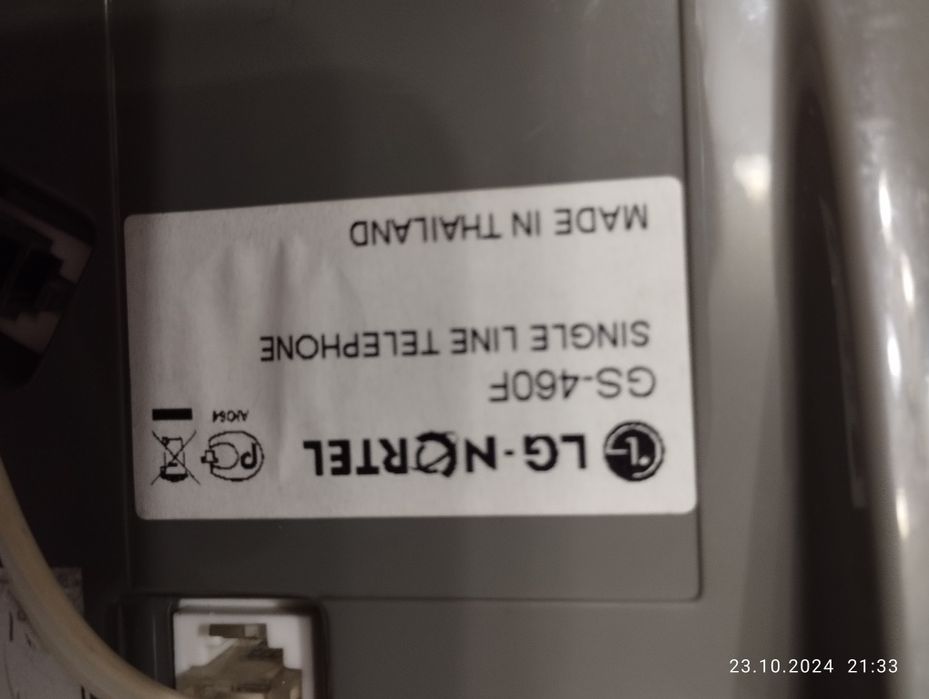 LG-NORTEL
GS-460F
SINGLE LINE TELEPHONE
MADE IN THAILAND
23.10.2024 21:33